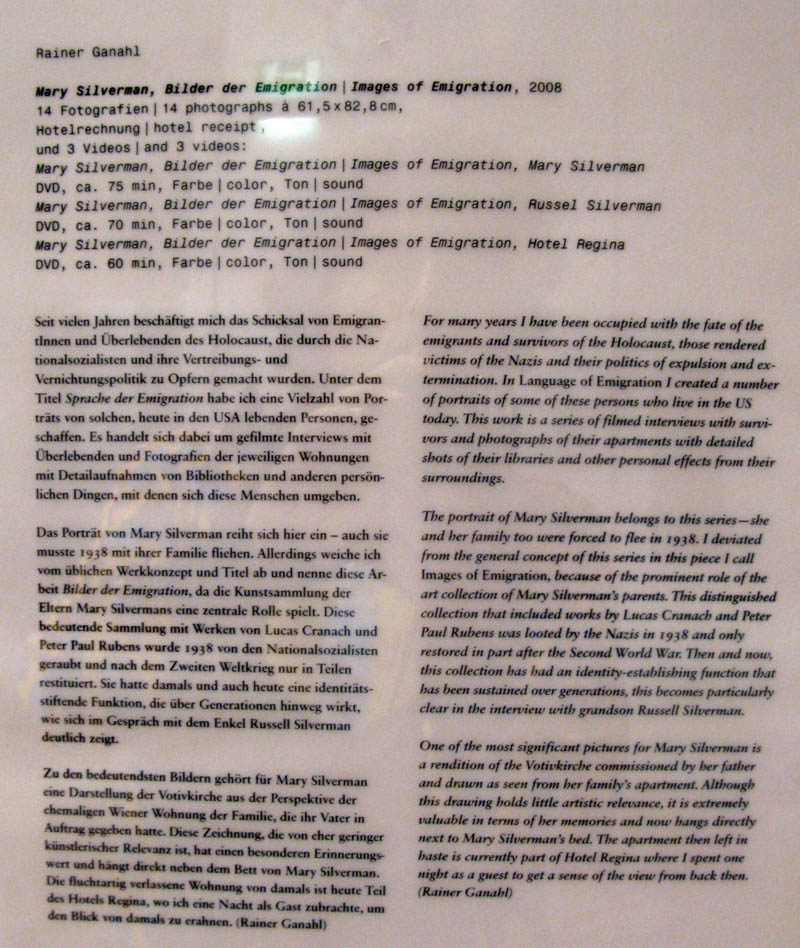 Rainer Ganahl
Mary Silverman, Bilder der Emigration | Images of Emigration, 2008
14 Fotografien | 14 photographs à 61,5 x 82,8 cm,
Hotelrechnung | hotel receipt,
und 3 Videos | and 3 videos:
Mary Silverman, Bilder der Emigration | Images of Emigration, Mary Silverman
DVD, ca. 75 min, Farbe | color, Ton | sound
Mary Silverman, Bilder der Emigration | Images of Emigration, Russel Silverman
DVD, ca. 70 min, Farbe | color, Ton | sound
Mary Silverman, Bilder der Emigration | Images of Emigration, Hotel Regina
DVD, ca. 60 min, Farbe | color, Ton | sound
Seit vielen Jahren beschäftigt mich das Schicksal von Emigran-
tInnen und Überlebenden des Holocaust, die durch die Na-
tionalsozialisten und ihre Vertreibungs- und
Vernichtungspolitik zu Opfern gemacht wurden. Unter dem
Titel Sprache der Emigration habe ich eine Vielzahl von Por-
träts von solchen, heute in den USA lebenden Personen, ge-
schaffen. Es handelt sich dabei um gefilmte Interviews mit
Überlebenden und Fotografien der jeweiligen Wohnungen
mit Detailaufnahmen von Bibliotheken und anderen persön-
lichen Dingen, mit denen sich diese Menschen umgeben.
Das Porträt von Mary Silverman reiht sich hier ein – auch sie
musste 1938 mit ihrer Familie fliehen. Allerdings weiche ich
vom üblichen Werkkonzept und Titel ab und nenne diese Ar-
beit Bilder der Emigration, da die Kunstsammlung der
Eltern Mary Silvermans eine zentrale Rolle spielt. Diese
bedeutende Sammlung mit Werken von Lucas Cranach und
Peter Paul Rubens wurde 1938 von den Nationalsozialisten
geraubt und nach dem Zweiten Weltkrieg nur in Teilen
restituiert. Sie hatte damals und auch heute eine identitäts-
stiftende Funktion, die über Generationen hinweg wirkt,
wie sich im Gespräch mit dem Enkel Russell Silverman
deutlich zeigt.
Zu den bedeutendsten Bildern gehört für Mary Silverman
eine Darstellung der Votivkirche aus der Perspektive der
ehemaligen Wiener Wohnung der Familie, die ihr Vater in
Auftrag gegeben hatte. Diese Zeichnung, die von eher geringer
künstlerischer Relevanz ist, hat einen besonderen Erinnerungs-
wert und hängt direkt neben dem Bett von Mary Silverman.
Die fluchtartig verlassene Wohnung von damals ist heute Teil
des Hotels Regina, wo ich eine Nacht als Gast zubrachte, um
den Blick von damals zu erahnen. (Rainer Ganahl)
For many years I have been occupied with the fate of the
emigrants and survivors of the Holocaust, those rendered
victims of the Nazis and their politics of expulsion and ex-
termination. In Language of Emigration I created a number
of portraits of some of these persons who live in the US
today. This work is a series of filmed interviews with survi-
vors and photographs of their apartments with detailed
shots of their libraries and other personal effects from their
surroundings.
The portrait of Mary Silverman belongs to this series—she
and her family too were forced to flee in 1938. I deviated
from the general concept of this series in this piece I call
Images of Emigration, because of the prominent role of the
art collection of Mary Silverman's parents. This distinguished
collection that included works by Lucas Cranach and Peter
Paul Rubens was looted by the Nazis in 1938 and only
restored in part after the Second World War. Then and now,
this collection has had an identity-establishing function that
has been sustained over generations, this becomes particularly
clear in the interview with grandson Russell Silverman.
One of the most significant pictures for Mary Silverman is
a rendition of the Votivkirche commissioned by her father
and drawn as seen from her family's apartment. Although
this drawing holds little artistic relevance, it is extremely
valuable in terms of her memories and now hangs directly
next to Mary Silverman's bed. The apartment then left in
haste is currently part of Hotel Regina where I spent one
night as a guest to get a sense of the view from back then.
(Rainer Ganahl)